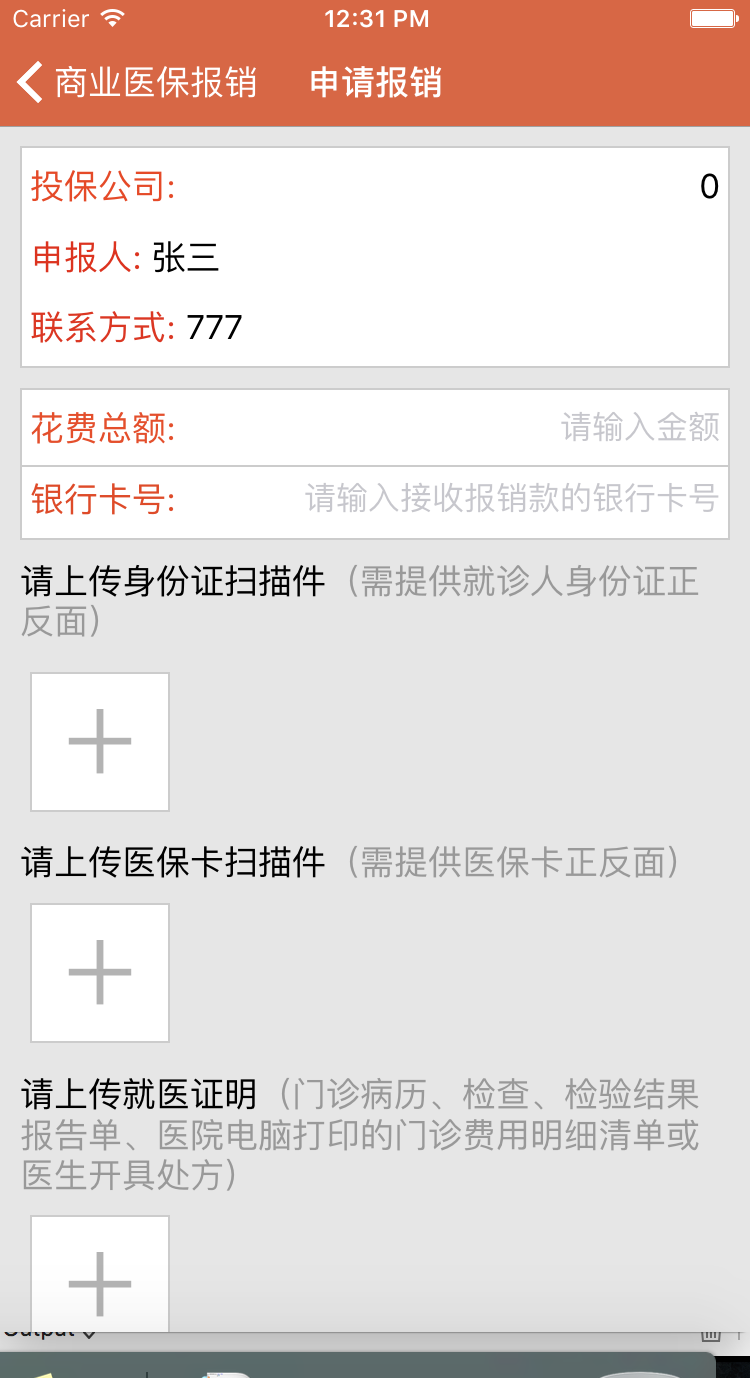 Carrier 12:31 PM
商业医保报销 申请报销
投保公司: 0
申报人: 张三
联系方式: 777
花费总额: 请输入金额
银行卡号: 请输入接收报销款的银行卡号
请上传身份证扫描件（需提供就诊人身份证正
反面）
请上传医保卡扫描件（需提供医保卡正反面）
请上传就医证明（门诊病历、检查、检验结果
报告单、医院电脑打印的门诊费用明细清单或
医生开具处方）
Output